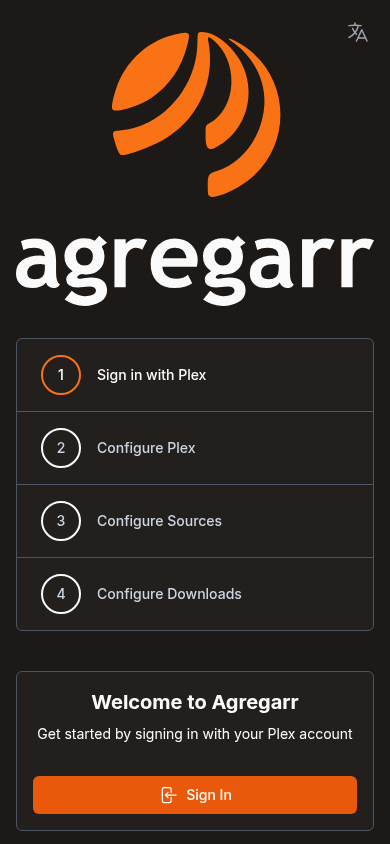 agregarr
1
Sign in with Plex
2
Configure Plex
3
Configure Sources
4
Configure Downloads
Welcome to Agregarr
Get started by signing in with your Plex account
Sign In